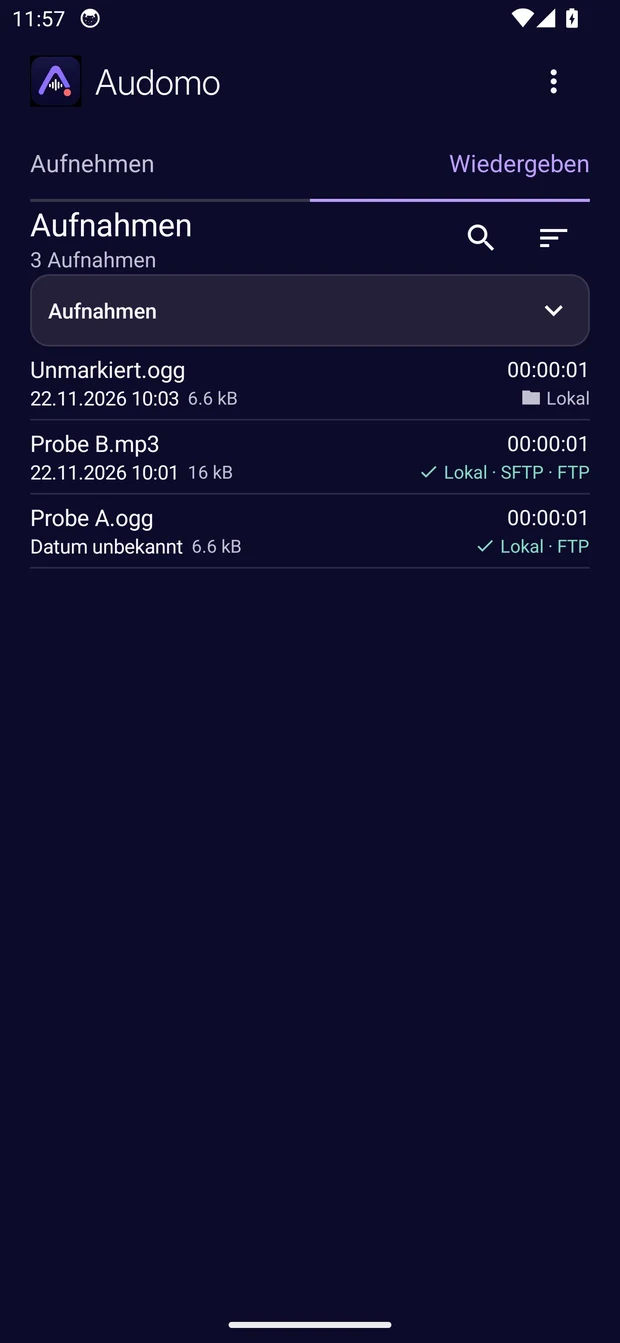 11:57
Audomo
Aufnehmen Wiedergeben
Aufnahmen
3 Aufnahmen
Aufnahmen
Unmarkiert.ogg 00:00:01
22.11.2026 10:03 6.6 kB Lokal
Probe B.mp3 00:00:01
22.11.2026 10:01 16 kB Lokal · SFTP · FTP
Probe A.ogg 00:00:01
Datum unbekannt 6.6 kB Lokal · FTP